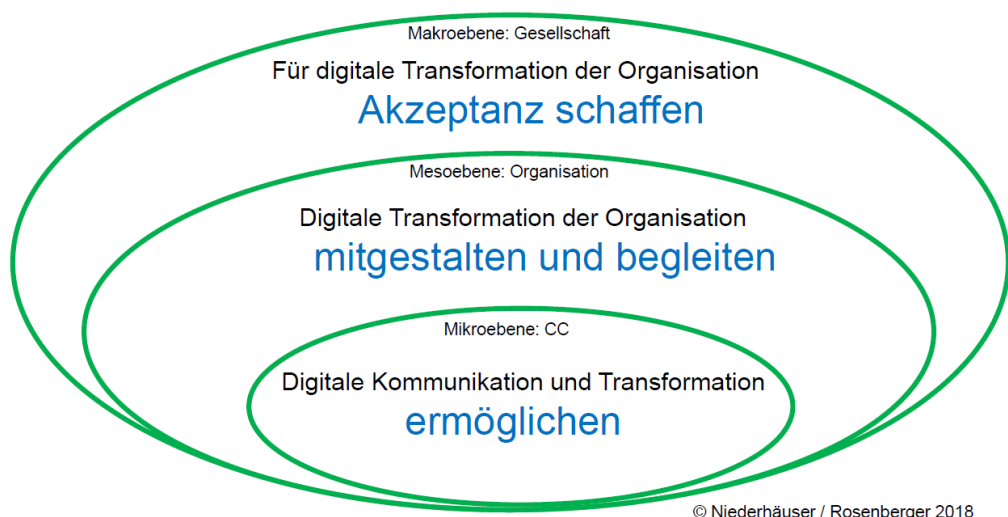 Makroebene: Gesellschaft
Für digitale Transformation der Organisation
Akzeptanz schaffen
Mesoebene: Organisation
Digitale Transformation der Organisation
mitgestalten und begleiten
Mikroebene: CC
Digitale Kommunikation und Transformation
ermöglichen
© Niederhäuser / Rosenberger 2018